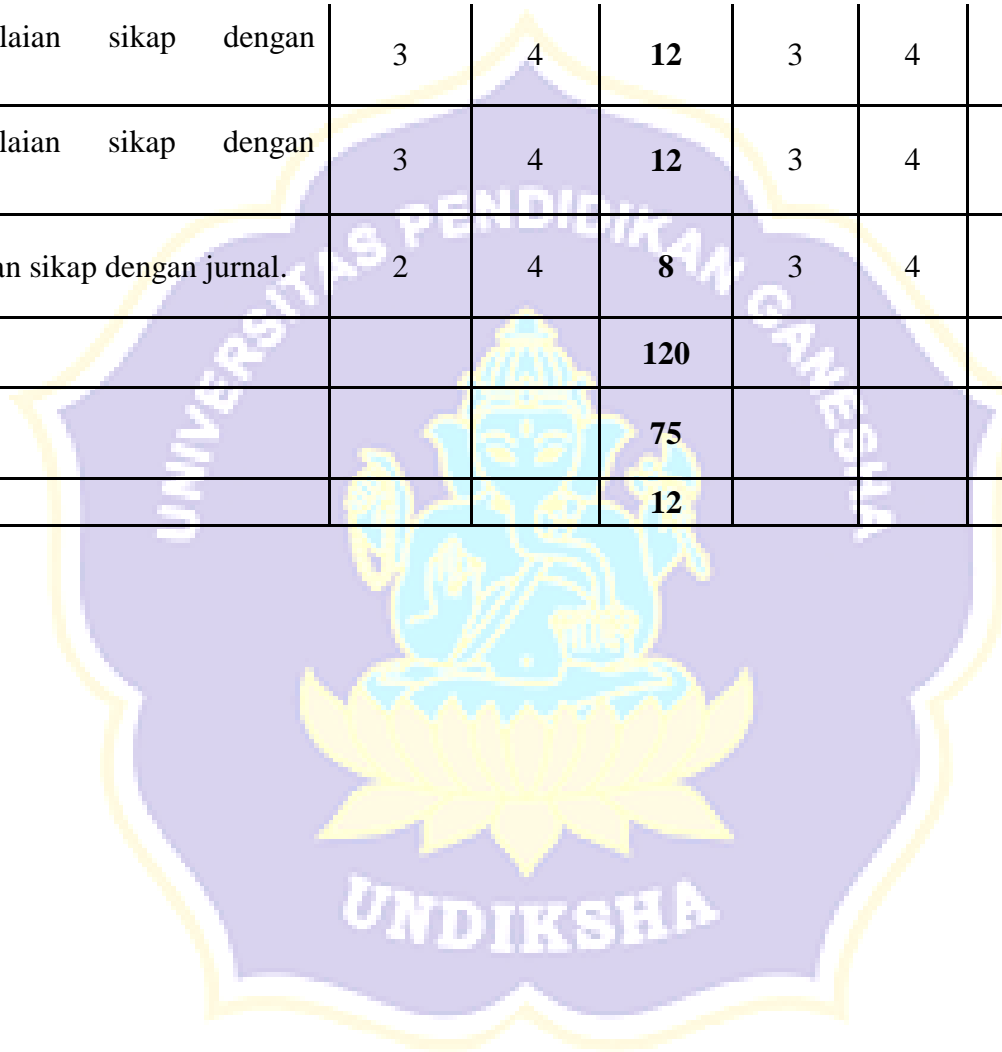 laian sikap dengan 3 4 12 3 4
laian sikap dengan 3 4 12 3 4
an sikap dengan jurnal. 2 4 8 3 4
120
75
12
UNIVERSITAS PENDIDIKAN GANESHA
UNDIKSHA